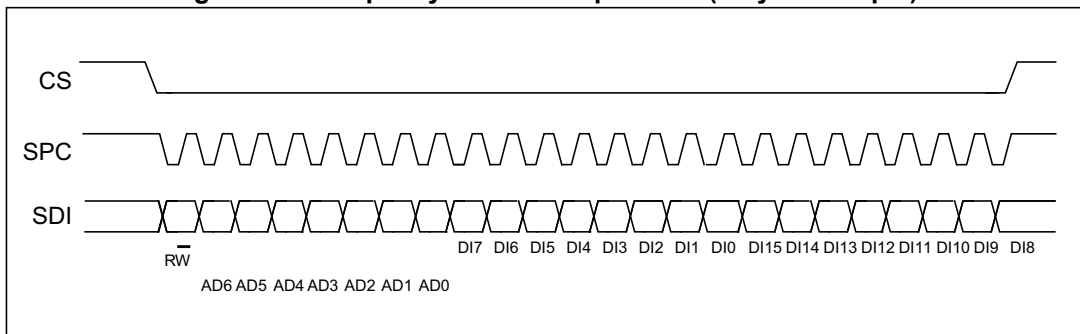 CS
SPC
SDI
DI7 DI6 DI5 DI4 DI3 DI2 DI1 DI0 DI15 DI14 DI13 DI12 DI11 DI10 DI9 DI8
RW̅
AD6 AD5 AD4 AD3 AD2 AD1 AD0